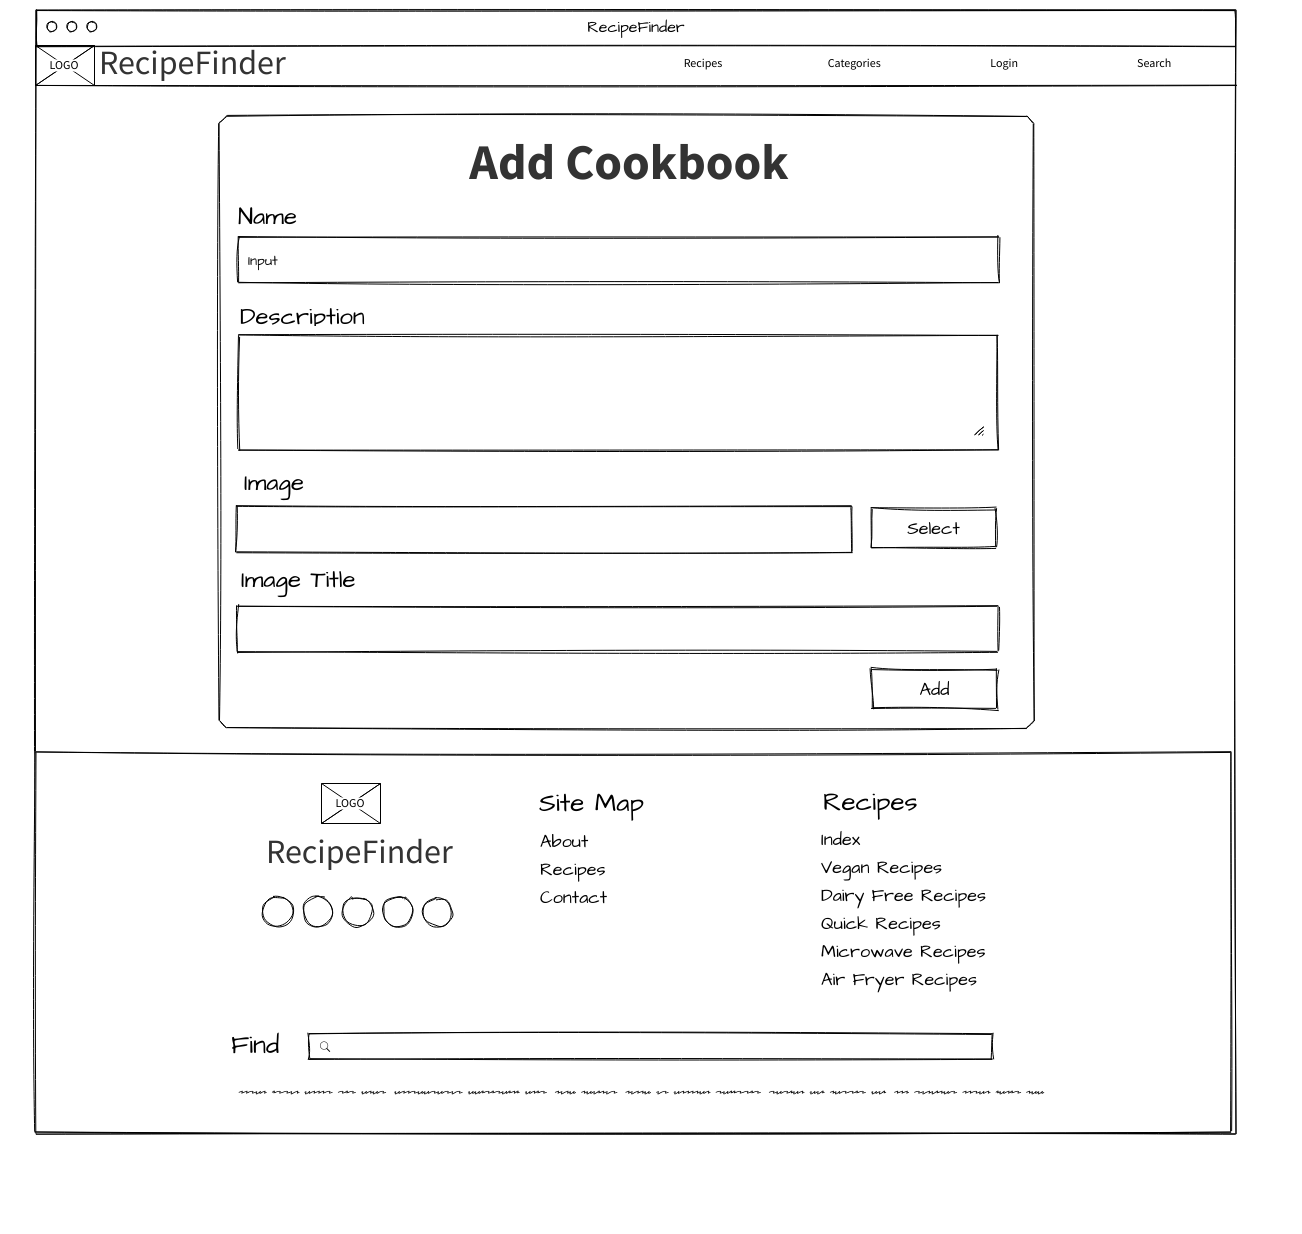 RecipeFinder
LOGO RecipeFinder Recipes Categories Login Search
Add Cookbook
Name
Input
Description
Image
Select
Image Title
Add
LOGO
RecipeFinder
Site Map
About
Recipes
Contact
Recipes
Index
Vegan Recipes
Dairy Free Recipes
Quick Recipes
Microwave Recipes
Air Fryer Recipes
Find